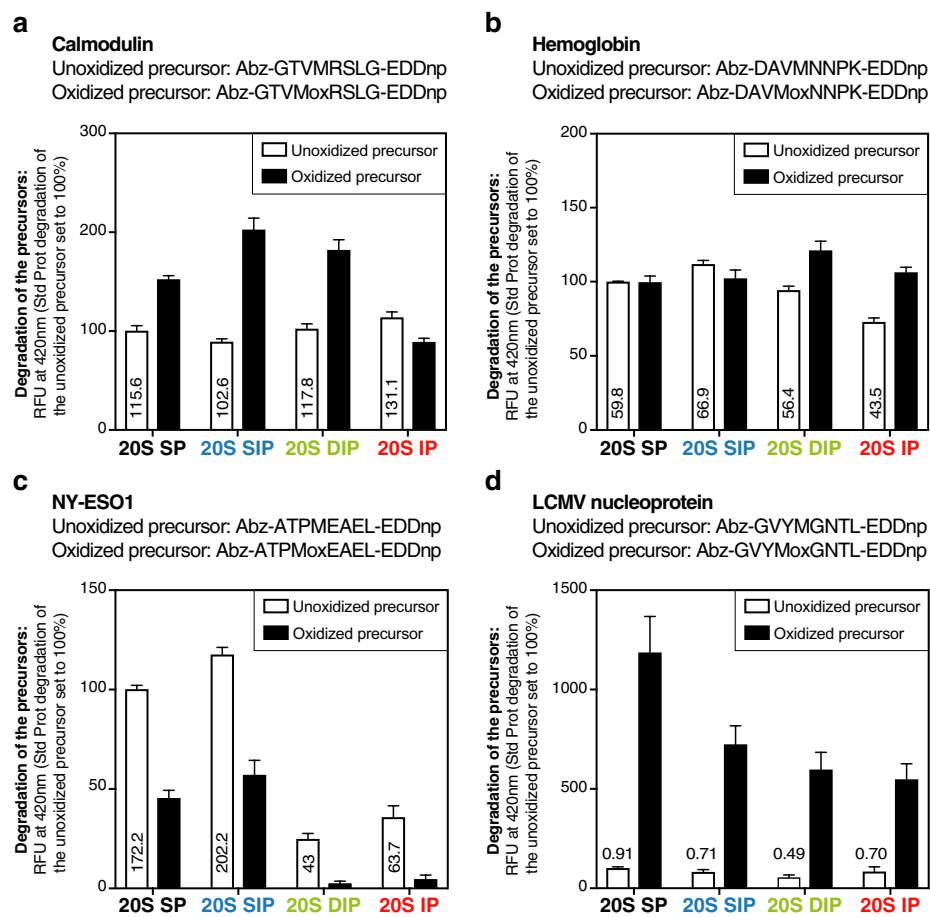 a
Calmodulin
Unoxidized precursor: Abz-GTVMRSLG-EDDnp
Oxidized precursor: Abz-GTVMoxRSLG-EDDnp
Degradation of the precursors:
RFU at 420nm (Std Prot degradation of
the unoxidized precursor set to 100%)
300
200
100
0
Unoxidized precursor
Oxidized precursor
115.6
102.6
117.8
131.1
20S SP 20S SIP 20S DIP 20S IP
b
Hemoglobin
Unoxidized precursor: Abz-DAVMNNPK-EDDnp
Oxidized precursor: Abz-DAVMoxNNPK-EDDnp
Degradation of the precursors:
RFU at 420nm (Std Prot degradation of
the unoxidized precursor set to 100%)
200
150
100
50
0
Unoxidized precursor
Oxidized precursor
59.8
66.9
56.4
43.5
20S SP 20S SIP 20S DIP 20S IP
c
NY-ESO1
Unoxidized precursor: Abz-ATPMEAEL-EDDnp
Oxidized precursor: Abz-ATPMoxEAEL-EDDnp
Degradation of the precursors:
RFU at 420nm (Std Prot degradation of
the unoxidized precursor set to 100%)
150
100
50
0
Unoxidized precursor
Oxidized precursor
172.2
202.2
43
63.7
20S SP 20S SIP 20S DIP 20S IP
d
LCMV nucleoprotein
Unoxidized precursor: Abz-GVYMGNTL-EDDnp
Oxidized precursor: Abz-GVYMoxGNTL-EDDnp
Degradation of the precursors:
RFU at 420nm (Std Prot degradation of
the unoxidized precursor set to 100%)
1500
1000
500
0
Unoxidized precursor
Oxidized precursor
0.91
0.71
0.49
0.70
20S SP 20S SIP 20S DIP 20S IP